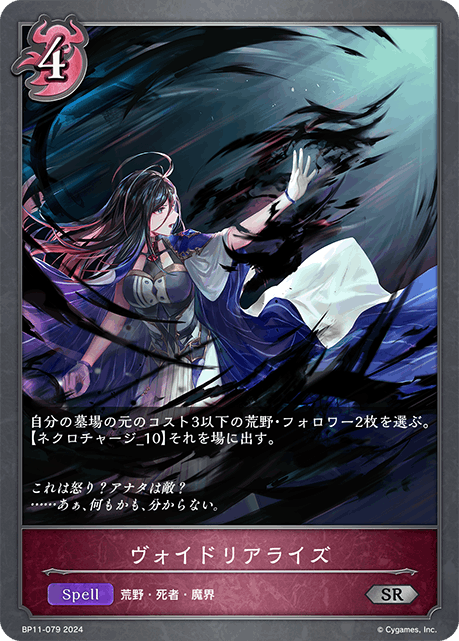 4
自分の墓場の元のコスト3以下の荒野・フォロワー2枚を選ぶ。
【ネクロチャージ_10】それを場に出す。
これは怒り？アナタは敵？
……あぁ、何もかも、分からない。
ヴォイドリアライズ
Spell 荒野・死者・魔界 SR
BP11-079 2024 © Cygames, Inc.